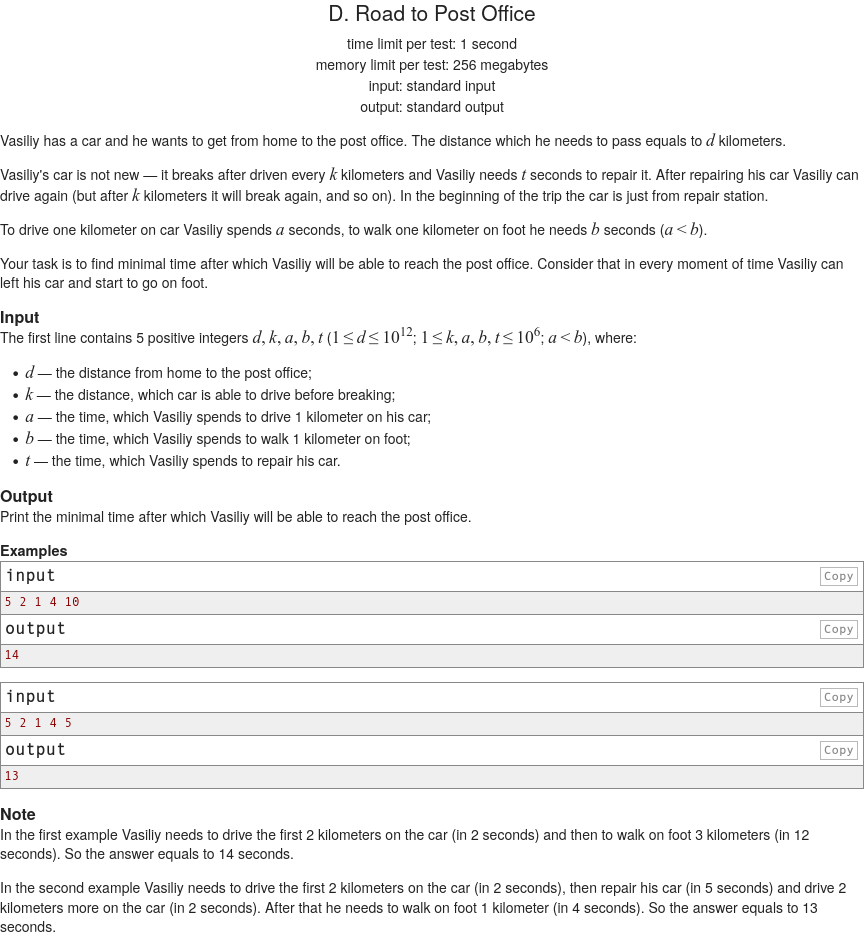 D. Road to Post Office
time limit per test: 1 second
memory limit per test: 256 megabytes
input: standard input
output: standard output
Vasiliy has a car and he wants to get from home to the post office. The distance which he needs to pass equals to d kilometers.
Vasiliy's car is not new — it breaks after driven every k kilometers and Vasiliy needs t seconds to repair it. After repairing his car Vasiliy can
drive again (but after k kilometers it will break again, and so on). In the beginning of the trip the car is just from repair station.
To drive one kilometer on car Vasiliy spends a seconds, to walk one kilometer on foot he needs b seconds (a < b).
Your task is to find minimal time after which Vasiliy will be able to reach the post office. Consider that in every moment of time Vasiliy can
left his car and start to go on foot.
Input
The first line contains 5 positive integers d, k, a, b, t (1 ≤ d ≤ 10^12; 1 ≤ k, a, b, t ≤ 10^6; a < b), where:
• d — the distance from home to the post office;
• k — the distance, which car is able to drive before breaking;
• a — the time, which Vasiliy spends to drive 1 kilometer on his car;
• b — the time, which Vasiliy spends to walk 1 kilometer on foot;
• t — the time, which Vasiliy spends to repair his car.
Output
Print the minimal time after which Vasiliy will be able to reach the post office.
Examples
input Copy
5 2 1 4 10
output Copy
14
input Copy
5 2 1 4 5
output Copy
13
Note
In the first example Vasiliy needs to drive the first 2 kilometers on the car (in 2 seconds) and then to walk on foot 3 kilometers (in 12
seconds). So the answer equals to 14 seconds.
In the second example Vasiliy needs to drive the first 2 kilometers on the car (in 2 seconds), then repair his car (in 5 seconds) and drive 2
kilometers more on the car (in 2 seconds). After that he needs to walk on foot 1 kilometer (in 4 seconds). So the answer equals to 13
seconds.